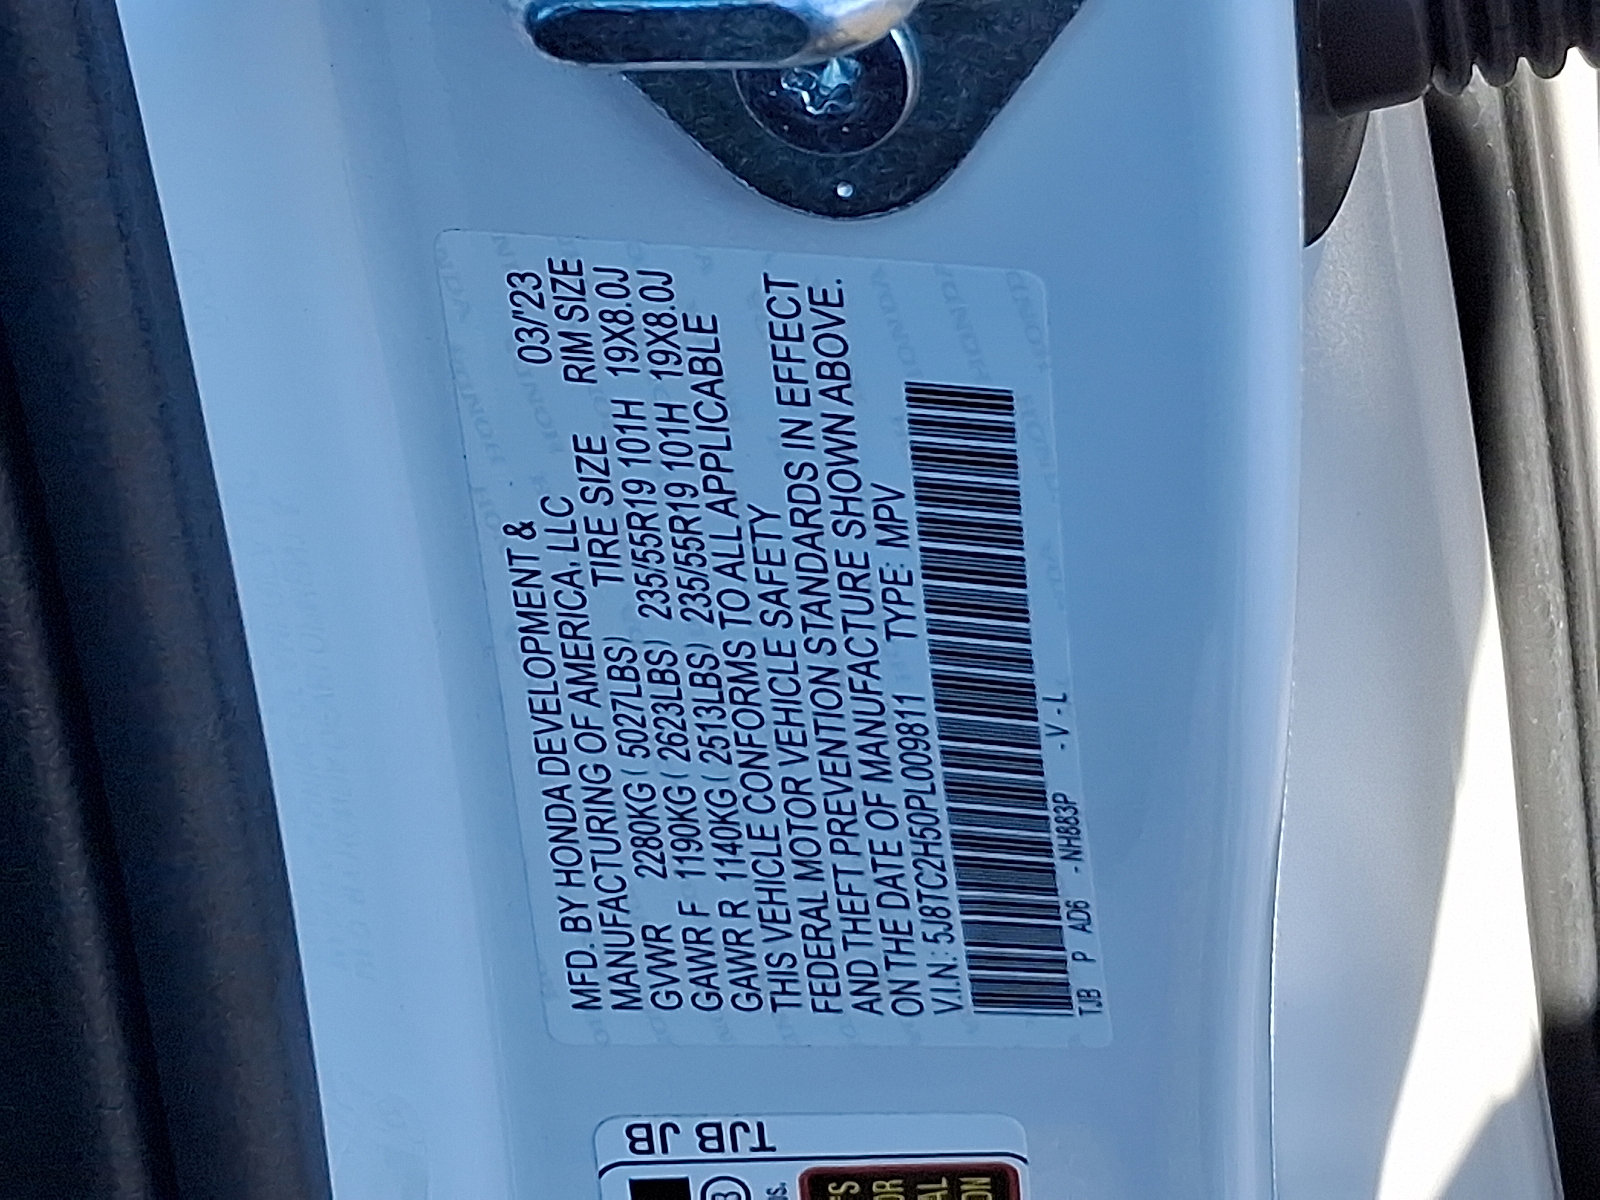 MFD. BY HONDA DEVELOPMENT & 03/'23
MANUFACTURING OF AMERICA, LLC
TIRE SIZE RIM SIZE
GVWR 2280KG ( 5027LBS) 235/55R19 101H 19X8.0J
GAWR F 1190KG ( 2623LBS) 235/55R19 101H 19X8.0J
GAWR R 1140KG ( 2513LBS)
THIS VEHICLE CONFORMS TO ALL APPLICABLE
FEDERAL MOTOR VEHICLE SAFETY
AND THEFT PREVENTION STANDARDS IN EFFECT
ON THE DATE OF MANUFACTURE SHOWN ABOVE.
V.I.N.: 5J8TC2H50PL009811 TYPE: MPV
TJB P AD6 -NH883P -V-L
TJB
JB